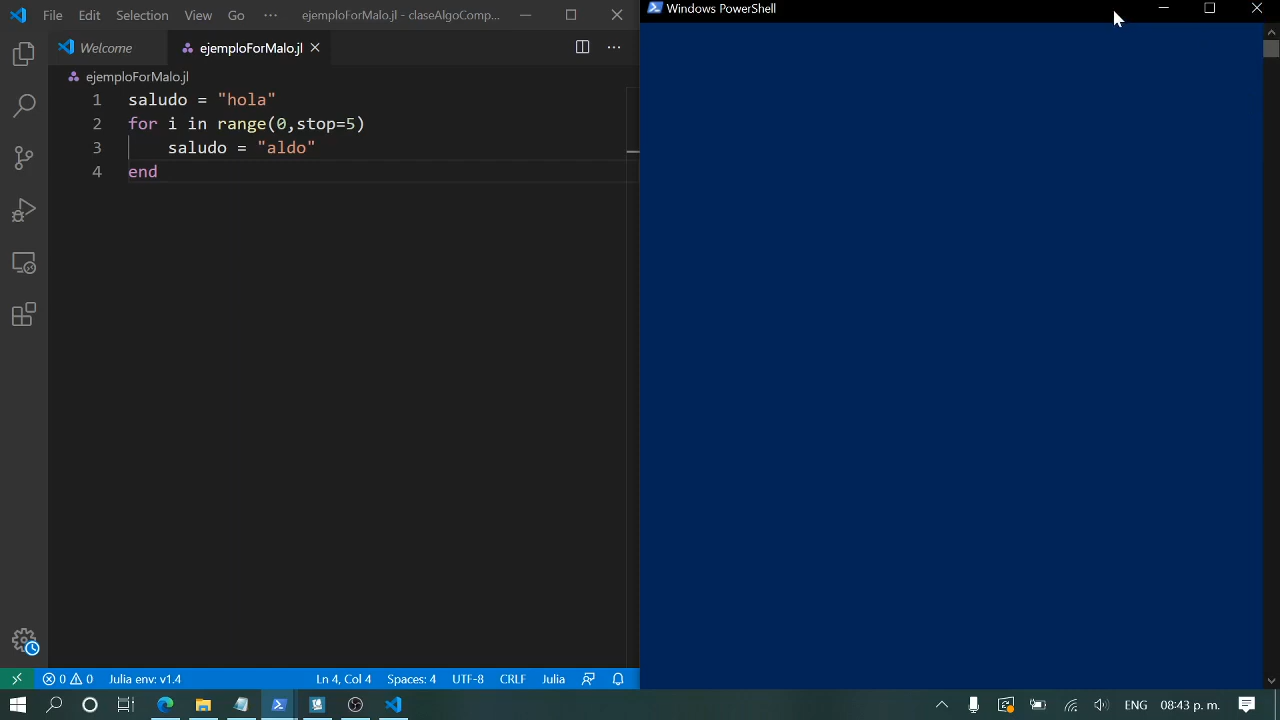 File Edit Selection View Go ··· ejemploForMalo.jl - claseAlgoComp...
Welcome ejemploForMalo.jl
ejemploForMalo.jl
1 saludo = "hola"
2 for i in range(0,stop=5)
3 saludo = "aldo"
4 end
0 0 Julia env: v1.4 Ln 4, Col 4 Spaces: 4 UTF-8 CRLF Julia
Windows PowerShell
ENG 08:43 p. m.